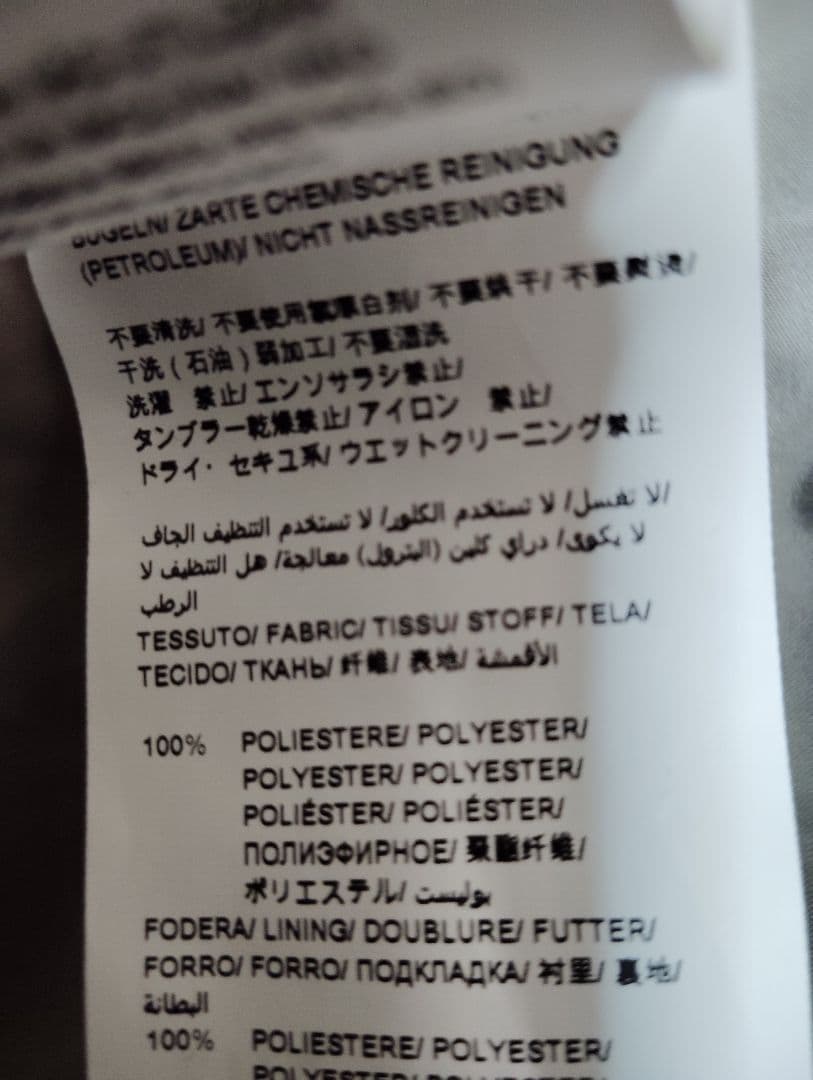 BÜGELN/ ZARTE CHEMISCHE REINIGUNG
(PETROLEUM)/ NICHT NASSREINIGEN
不要清洗/ 不要使用氯漂白剂/ 不要烘干/ 不要熨烫/
干洗 ( 石油 ) 弱加工/ 不要湿洗
洗濯 禁止/ エンソサラシ禁止/
タンブラー乾燥禁止/ アイロン 禁止/
ドライ・セキユ系/ ウエットクリーニング禁止
لا تغسل/ لا تستخدم الكلور/ لا تستخدم التنظيف الجاف/
لا يكوى/ دراي كلين (البترول) معالجة/ هل التنظيف لا
الرطب
TESSUTO/ FABRIC/ TISSU/ STOFF/ TELA/
TECIDO/ ТКАНЬ/ 纤维/ 表地/ الأقمشة
100% POLIESTERE/ POLYESTER/
POLYESTER/ POLYESTER/
POLIÉSTER/ POLIÉSTER/
ПОЛИЭФИРНОЕ/ 聚酯纤维/
ポリエステル/ بوليست
FODERA/ LINING/ DOUBLURE/ FUTTER/
FORRO/ FORRO/ ПОДКЛАДКА/ 衬里/ 裏地/
البطانة
100% POLIESTERE/ POLYESTER/
POLYESTER/ POLYESTER/